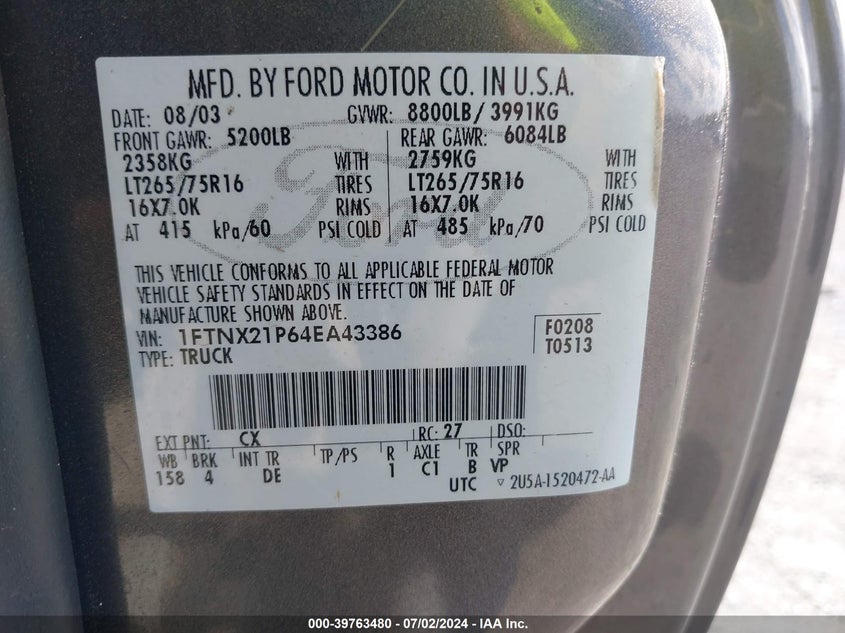 MFD. BY FORD MOTOR CO. IN U.S.A.
DATE: 08/03 GVWR: 8800LB/ 3991KG
FRONT GAWR: 5200LB REAR GAWR: 6084LB
2358KG WITH 2759KG WITH
LT265/75R16 TIRES LT265/75R16 TIRES
16X7.0K RIMS 16X7.0K RIMS
AT 415 kPa/60 PSI COLD AT 485 kPa/70 PSI COLD
Ford
THIS VEHICLE CONFORMS TO ALL APPLICABLE FEDERAL MOTOR
VEHICLE SAFETY STANDARDS IN EFFECT ON THE DATE OF
MANUFACTURE SHOWN ABOVE.
VIN: 1FTNX21P64EA43386 F0208
TYPE: TRUCK T0513
EXT PNT: CX RC: 27 DSO:
WB BRK INT TR TP/PS R AXLE TR SPR
158 4 DE 1 C1 B VP
UTC ▽ 2U5A-1520472-AA
000-39763480 - 07/02/2024 - IAA Inc.